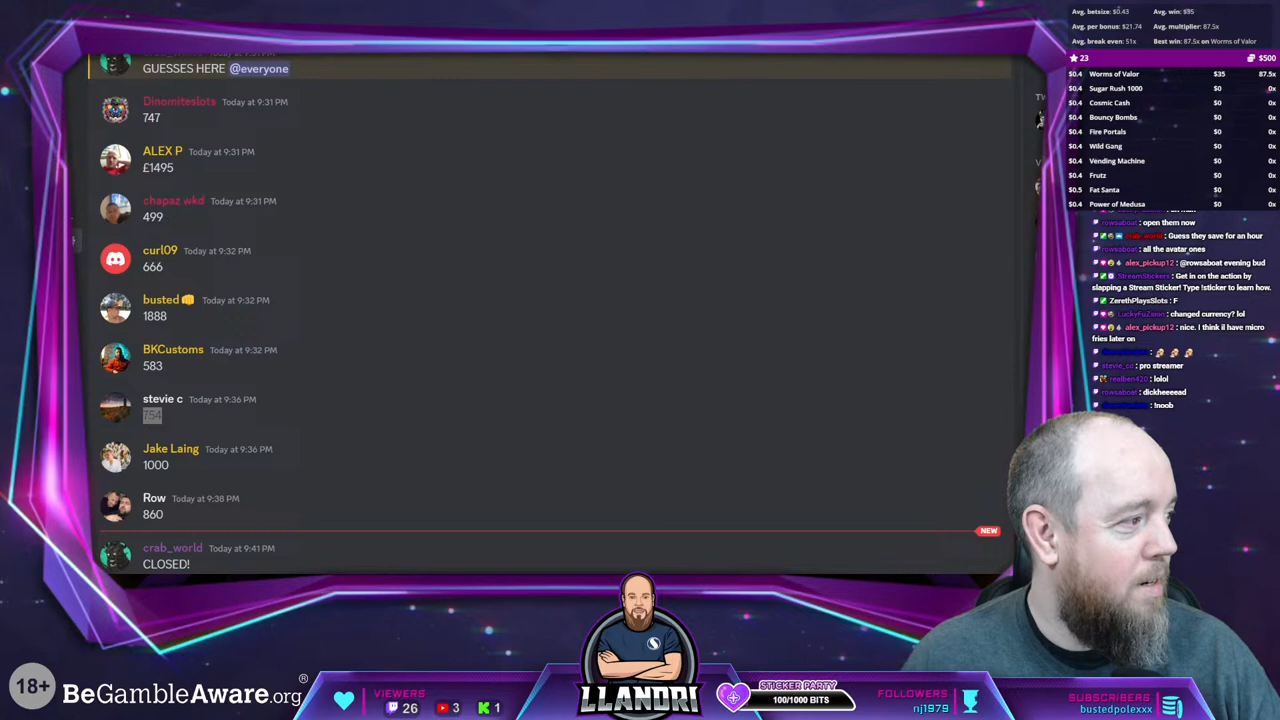 GUESSES HERE @everyone
Dinomiteslots Today at 9:31 PM
747
ALEX P Today at 9:31 PM
£1495
chapaz wkd Today at 9:31 PM
499
curl09 Today at 9:32 PM
666
busted👊 Today at 9:32 PM
1888
BKCustoms Today at 9:32 PM
583
stevie c Today at 9:36 PM
754
Jake Laing Today at 9:36 PM
1000
Row Today at 9:38 PM
860
NEW
crab_world Today at 9:41 PM
CLOSED!
Avg. betsize: $0.43 Avg. win: $35
Avg. per bonus: $21.74 Avg. multiplier: 87.5x
Avg. break even: 51x Best win: 87.5x on Worms of Valor
23 $500
$0.4 Worms of Valor $35 87.5x
$0.4 Sugar Rush 1000 $0 0x
$0.4 Cosmic Cash $0 0x
$0.4 Bouncy Bombs $0 0x
$0.4 Fire Portals $0 0x
$0.4 Wild Gang $0 0x
$0.4 Vending Machine $0 0x
$0.4 Frutz $0 0x
$0.5 Fat Santa $0 0x
$0.4 Power of Medusa $0 0x
rowsaboat : open them now
crab_world : Guess they save for an hour
rowsaboat : all the avatar ones
alex_pickup12 : @rowsaboat evening bud
StreamStickers : Get in on the action by
slapping a Stream Sticker! Type !sticker to learn how.
ZerethPlaysSlots : F
LuckyFuZaron : changed currency? lol
alex_pickup12 : nice. I think il have micro
fries later on
stevie_cd : pro streamer
realben420 : lolol
rowsaboat : dickheeeead
: !noob
18+ BeGambleAware.org®
VIEWERS
26 3 1
LLANDRI
STICKER PARTY
100/1000 BITS
FOLLOWERS
nj1979
SUBSCRIBERS
bustedpolexxx